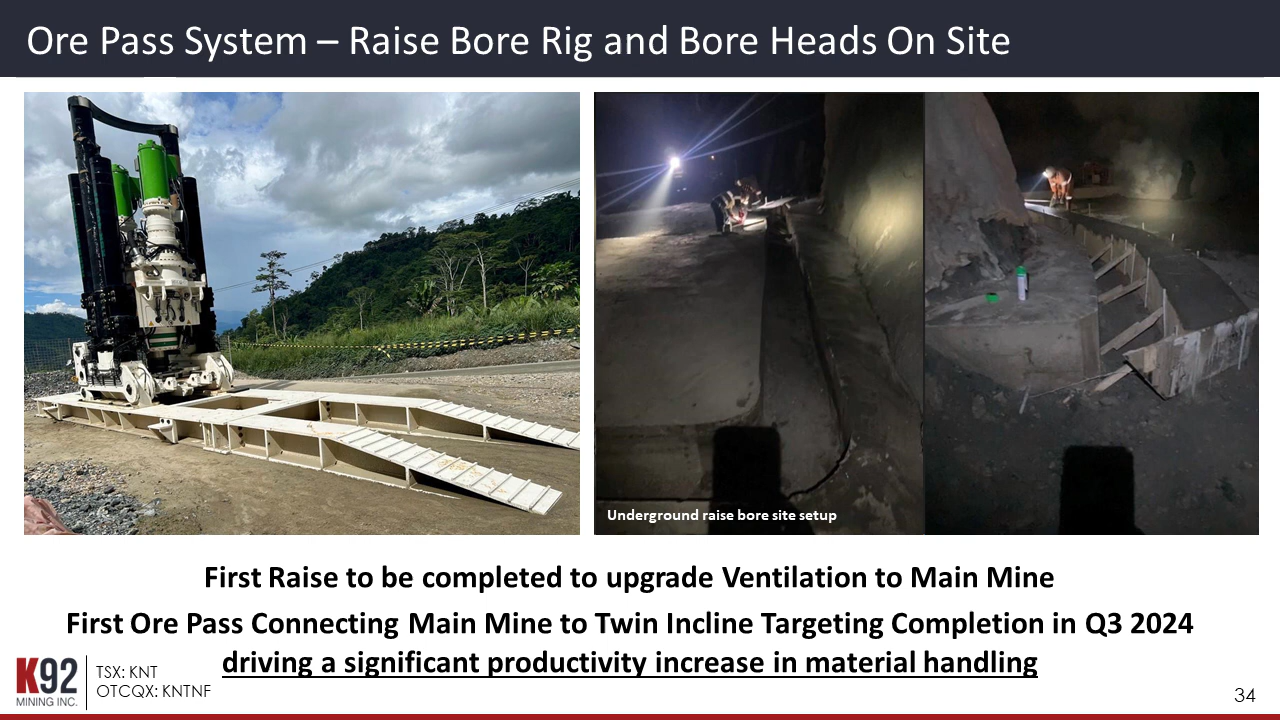 Ore Pass System – Raise Bore Rig and Bore Heads On Site
Underground raise bore site setup
First Raise to be completed to upgrade Ventilation to Main Mine
First Ore Pass Connecting Main Mine to Twin Incline Targeting Completion in Q3 2024
driving a significant productivity increase in material handling
K92
MINING INC.
TSX: KNT
OTCQX: KNTNF
34